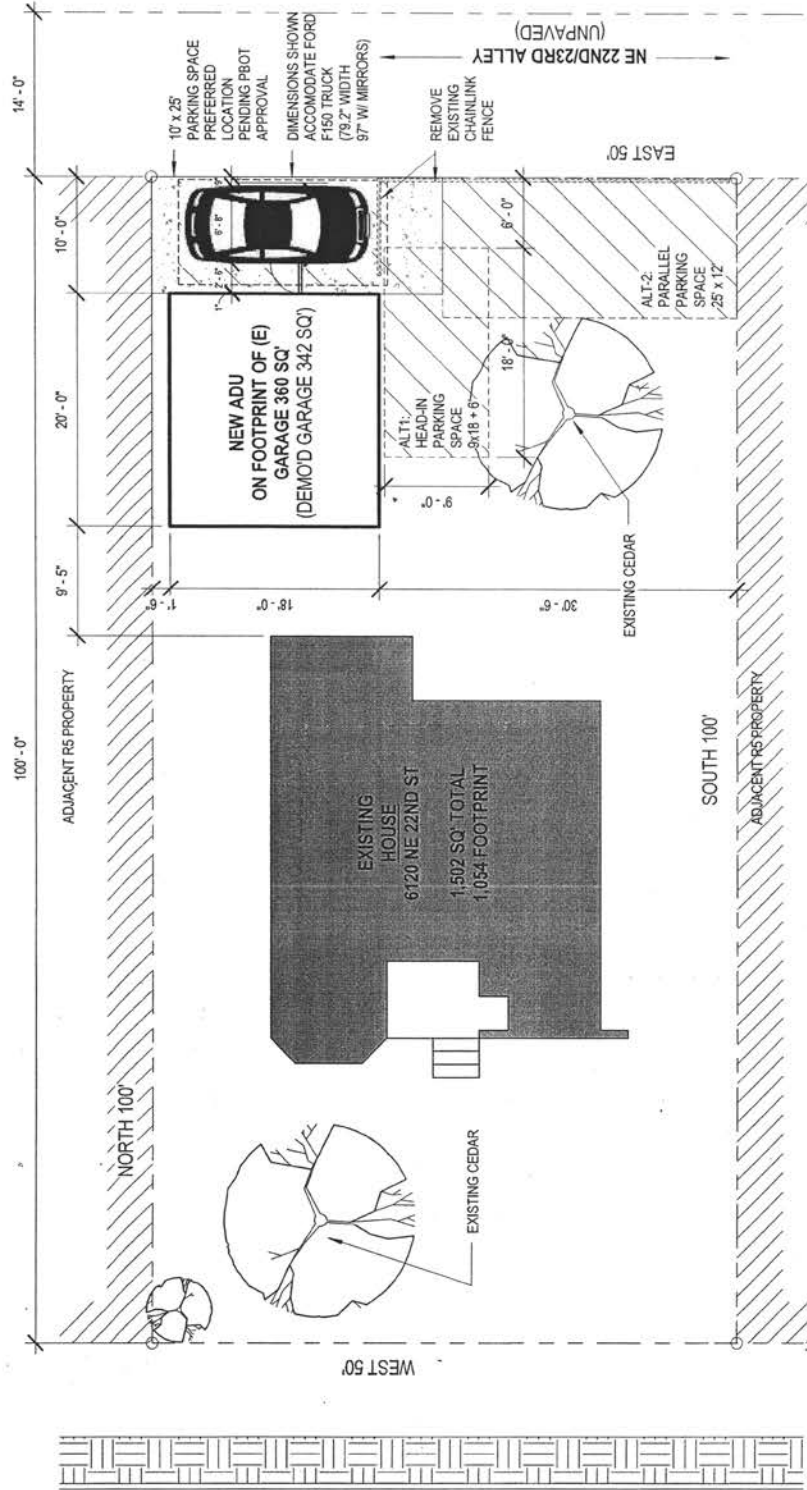 100' - 0"
14' - 0"
9' - 5"
20' - 0"
10' - 0"
ADJACENT R5 PROPERTY
NORTH 100'
10' x 25'
PARKING SPACE
PREFERRED
LOCATION
PENDING PBOT
APPROVAL
DIMENSIONS SHOWN
ACCOMODATE FORD
F150 TRUCK
(79.2" WIDTH
97" W/ MIRRORS)
REMOVE
EXISTING
CHAINLINK
FENCE
NE 22ND/23RD ALLEY
(UNPAVED)
EAST 50'
1"
2' - 6"
6' - 8"
9"
NEW ADU
ON FOOTPRINT OF (E)
GARAGE 360 SQ'
(DEMO'D GARAGE 342 SQ')
1' - 6"
18' - 0"
30' - 6"
ALT1:
HEAD-IN
PARKING
SPACE
9x18 + 6'
9' - 0"
18' - 0"
6' - 0"
ALT-2:
PARALLEL
PARKING
SPACE
25' x 12'
EXISTING CEDAR
EXISTING
HOUSE
6120 NE 22ND ST
1,502 SQ' TOTAL
1,054 FOOTPRINT
EXISTING CEDAR
WEST 50'
SOUTH 100'
ADJACENT R5 PROPERTY